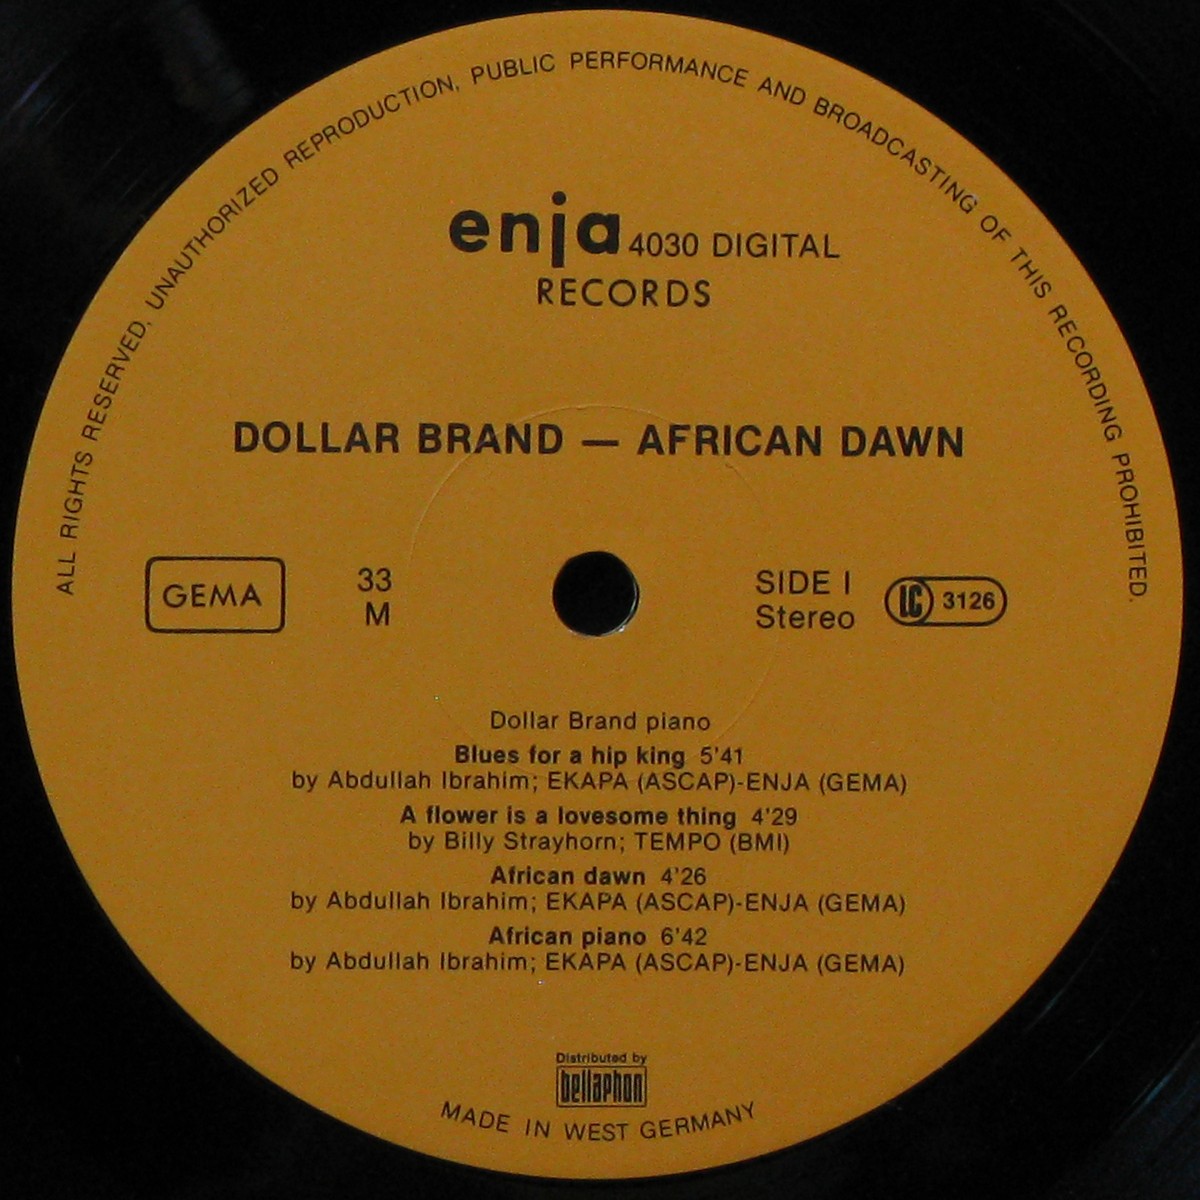 ALL RIGHTS RESERVED, UNAUTHORIZED REPRODUCTION, PUBLIC PERFORMANCE AND BROADCASTING OF THIS RECORDING PROHIBITED.
enja 4030 DIGITAL
RECORDS
DOLLAR BRAND — AFRICAN DAWN
GEMA
33
M
SIDE I
Stereo
LC 3126
Dollar Brand piano
Blues for a hip king 5'41
by Abdullah Ibrahim; EKAPA (ASCAP)-ENJA (GEMA)
A flower is a lovesome thing 4'29
by Billy Strayhorn; TEMPO (BMI)
African dawn 4'26
by Abdullah Ibrahim; EKAPA (ASCAP)-ENJA (GEMA)
African piano 6'42
by Abdullah Ibrahim; EKAPA (ASCAP)-ENJA (GEMA)
Distributed by
bellaphon
MADE IN WEST GERMANY